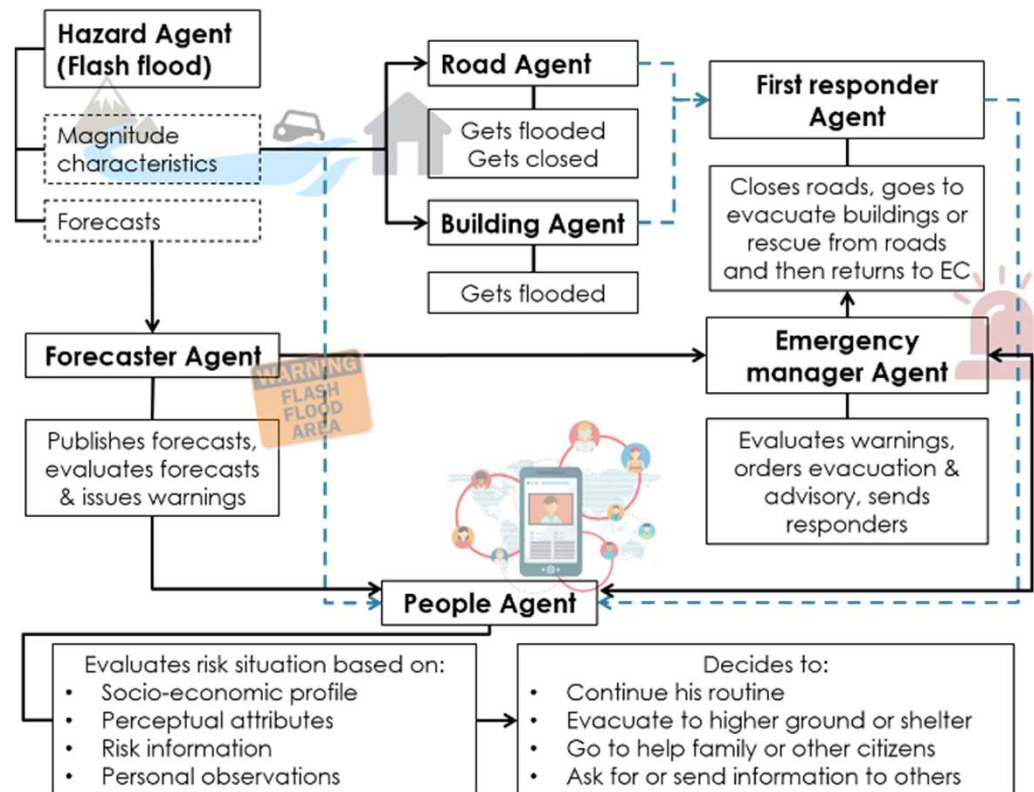 Hazard Agent
(Flash flood)
Magnitude
characteristics
Forecasts
Road Agent
Gets flooded
Gets closed
Building Agent
Gets flooded
First responder
Agent
Closes roads, goes to
evacuate buildings or
rescue from roads
and then returns to EC
Forecaster Agent
WARNING
FLASH
FLOOD
AREA
Publishes forecasts,
evaluates forecasts
& issues warnings
Emergency
manager Agent
Evaluates warnings,
orders evacuation &
advisory, sends
responders
People Agent
Evaluates risk situation based on:
• Socio-economic profile
• Perceptual attributes
• Risk information
• Personal observations
Decides to:
• Continue his routine
• Evacuate to higher ground or shelter
• Go to help family or other citizens
• Ask for or send information to others